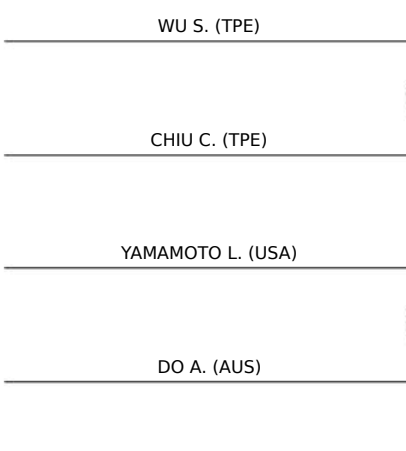 WU S. (TPE)
CHIU C. (TPE)
YAMAMOTO L. (USA)
DO A. (AUS)